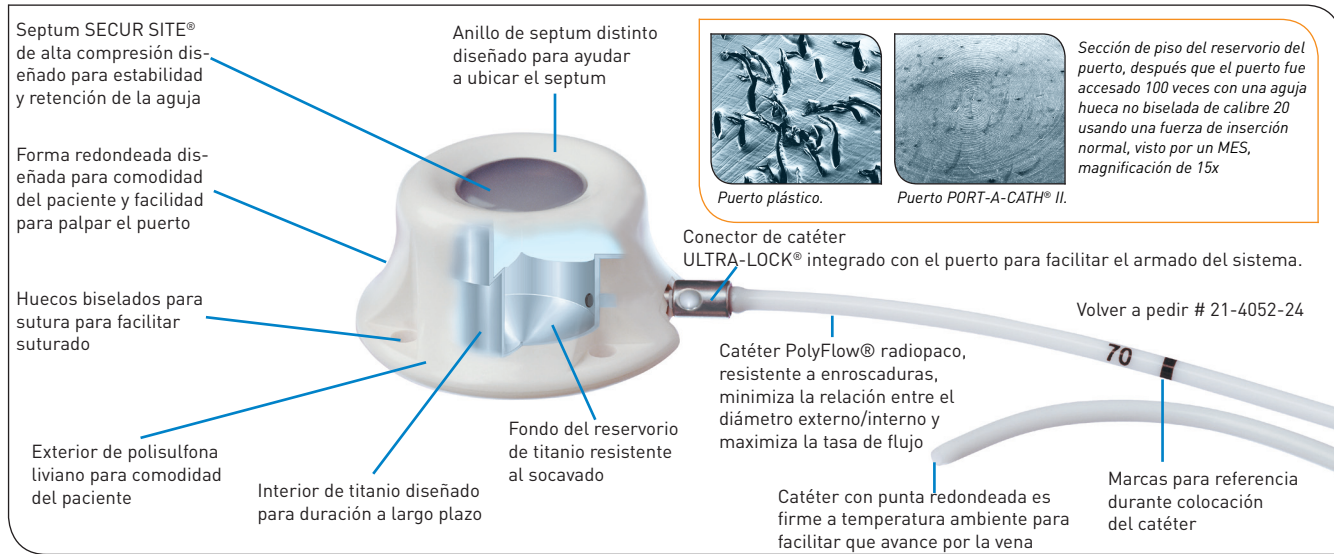 Septum SECUR SITE®
de alta compresión dis-
eñado para estabilidad
y retención de la aguja
Anillo de septum distinto
diseñado para ayudar
a ubicar el septum
Sección de piso del reservorio del
puerto, después que el puerto fue
accesado 100 veces con una aguja
hueca no biselada de calibre 20
usando una fuerza de inserción
normal, visto por un MES,
magnificación de 15x
Puerto plástico.
Puerto PORT-A-CATH® II.
Forma redondeada dis-
eñada para comodidad
del paciente y facilidad
para palpar el puerto
Conector de catéter
ULTRA-LOCK® integrado con el puerto para facilitar el armado del sistema.
Huecos biselados para
sutura para facilitar
suturado
Volver a pedir # 21-4052-24
70
Catéter PolyFlow® radiopaco,
resistente a enroscaduras,
minimiza la relación entre el
diámetro externo/interno y
maximiza la tasa de flujo
Exterior de polisulfona
liviano para comodidad
del paciente
Interior de titanio diseñado
para duración a largo plazo
Fondo del reservorio
de titanio resistente
al socavado
Catéter con punta redondeada es
firme a temperatura ambiente para
facilitar que avance por la vena
Marcas para referencia
durante colocación
del catéter